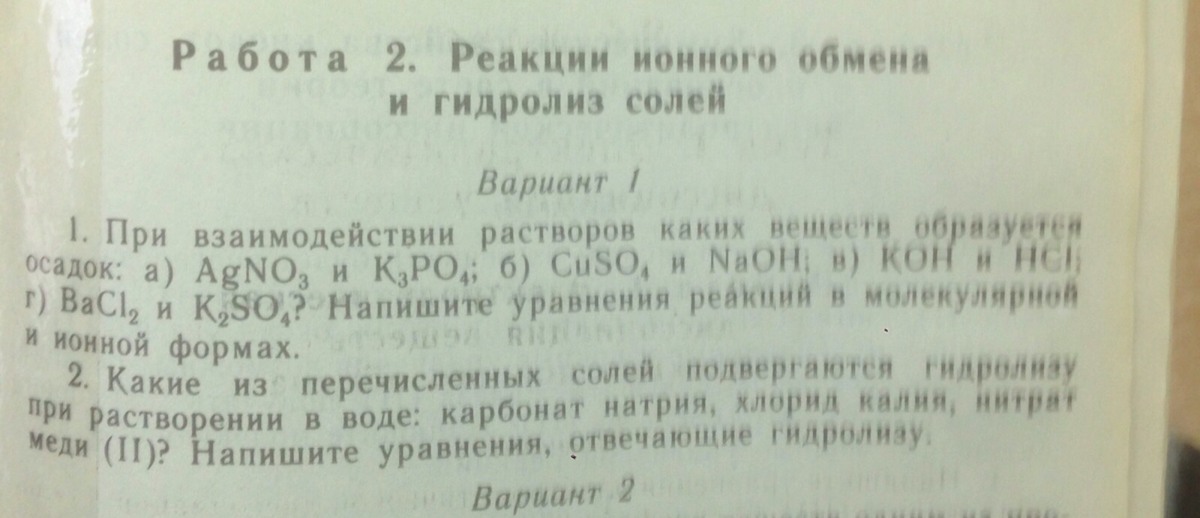 Работа 2. Реакции ионного обмена
и гидролиз солей
Вариант 1
1. При взаимодействии растворов каких веществ образуется
осадок: а) AgNO₃ и K₃PO₄; б) CuSO₄ и NaOH; в) KOH и HCl;
г) BaCl₂ и K₂SO₄? Напишите уравнения реакций в молекулярной
и ионной формах.
2. Какие из перечисленных солей подвергаются гидролизу
при растворении в воде: карбонат натрия, хлорид калия, нитрат
меди (II)? Напишите уравнения, отвечающие гидролизу.
Вариант 2